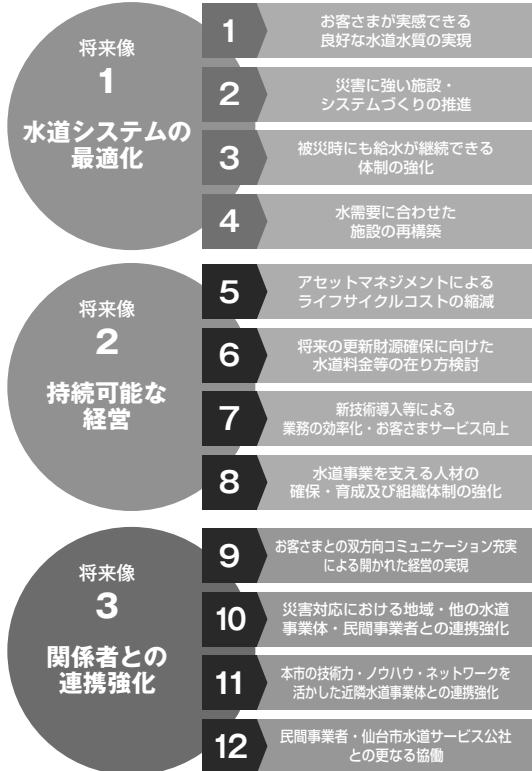 将来像
1
水道システムの
最適化
1
お客さまが実感できる
良好な水道水質の実現
2
災害に強い施設・
システムづくりの推進
3
被災時にも給水が継続できる
体制の強化
4
水需要に合わせた
施設の再構築
将来像
2
持続可能な
経営
5
アセットマネジメントによる
ライフサイクルコストの縮減
6
将来の更新財源確保に向けた
水道料金等の在り方検討
7
新技術導入等による
業務の効率化・お客さまサービス向上
8
水道事業を支える人材の
確保・育成及び組織体制の強化
将来像
3
関係者との
連携強化
9
お客さまとの双方向コミュニケーション充実
による開かれた経営の実現
10
災害対応における地域・他の水道
事業体・民間事業者との連携強化
11
本市の技術力・ノウハウ・ネットワークを
活かした近隣水道事業体との連携強化
12
民間事業者・仙台市水道サービス公社
との更なる協働